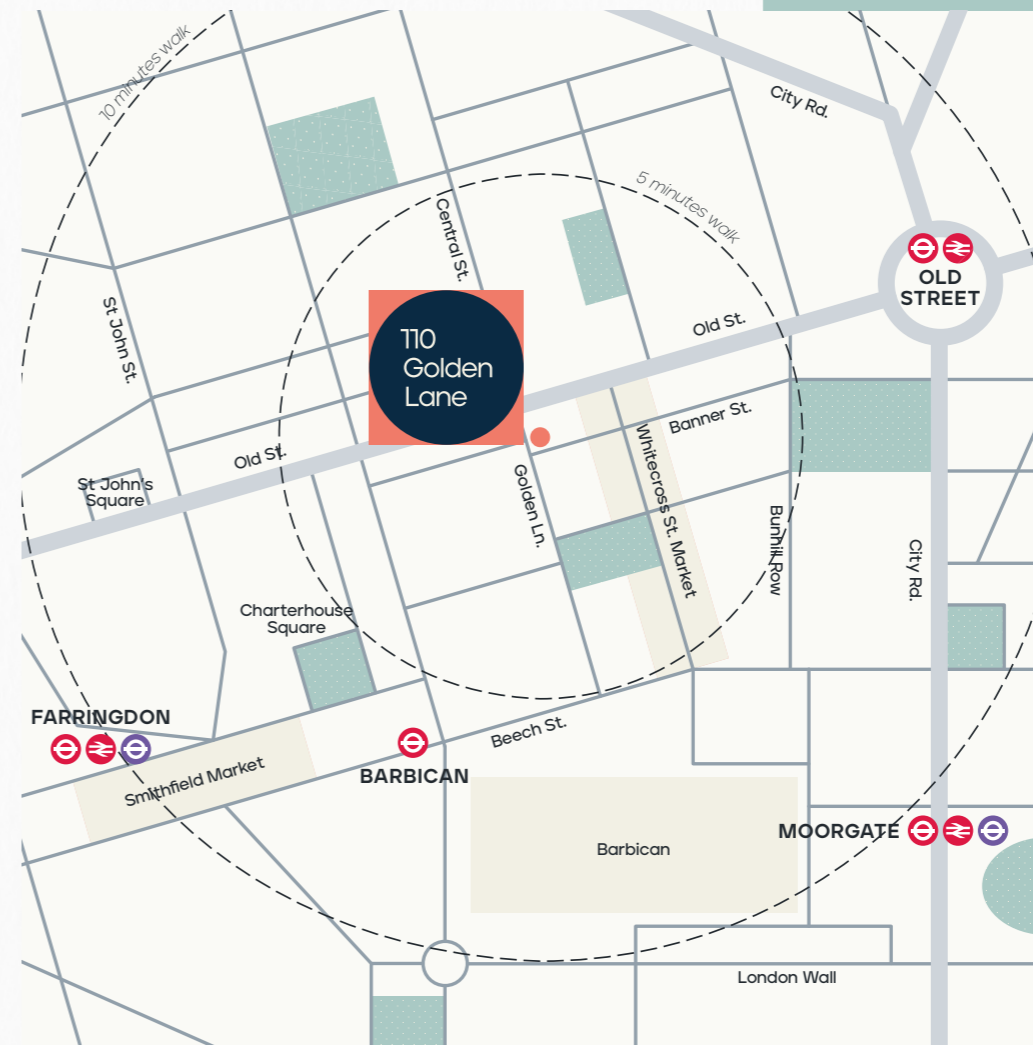 10 minutes walk
City Rd.
5 minutes walk
Central St.
OLD
STREET
St John St.
Old St.
110
Golden
Lane
Banner St.
Old St.
Whitecross St. Market
St John's
Square
Golden Ln.
Bunhill Row
City Rd.
Charterhouse
Square
FARRINGDON
Beech St.
BARBICAN
Smithfield Market
MOORGATE
Barbican
London Wall